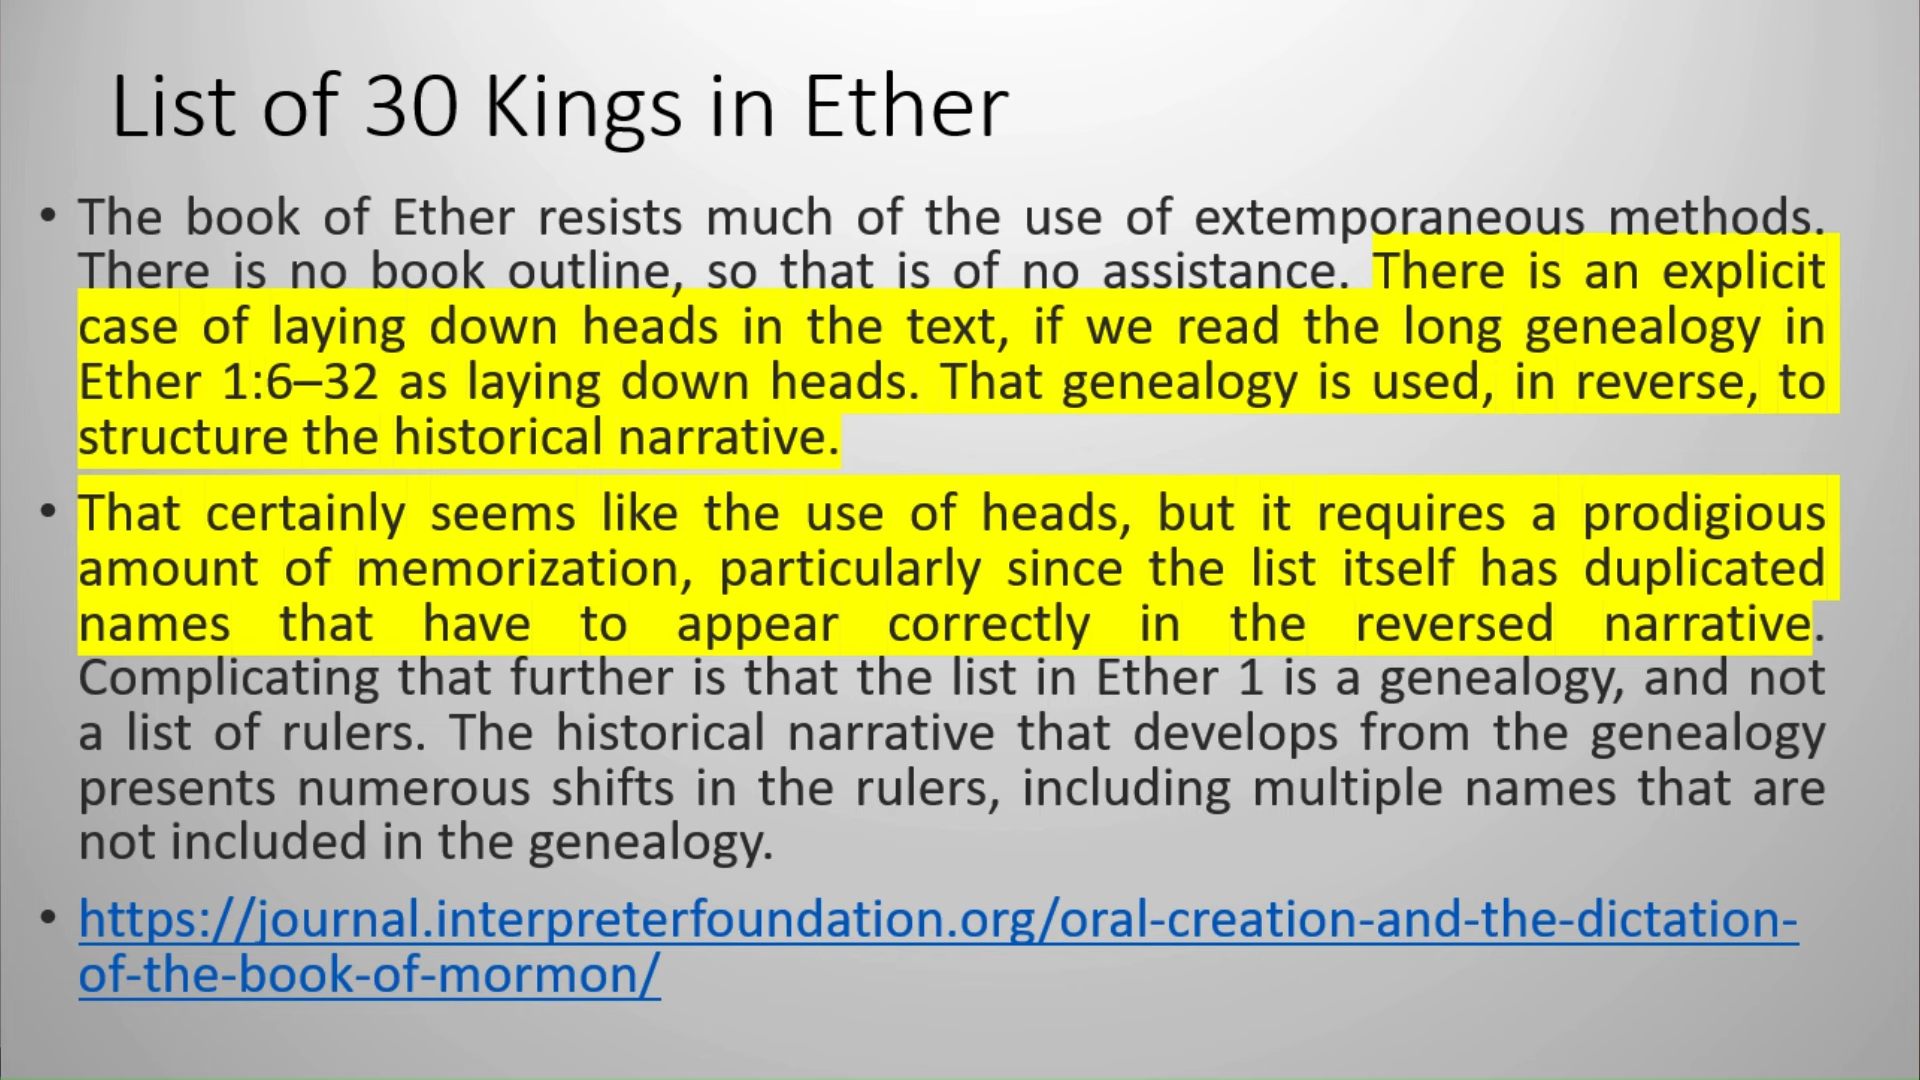 List of 30 Kings in Ether
• The book of Ether resists much of the use of extemporaneous methods.
There is no book outline, so that is of no assistance. There is an explicit
case of laying down heads in the text, if we read the long genealogy in
Ether 1:6–32 as laying down heads. That genealogy is used, in reverse, to
structure the historical narrative.
• That certainly seems like the use of heads, but it requires a prodigious
amount of memorization, particularly since the list itself has duplicated
names that have to appear correctly in the reversed narrative.
Complicating that further is that the list in Ether 1 is a genealogy, and not
a list of rulers. The historical narrative that develops from the genealogy
presents numerous shifts in the rulers, including multiple names that are
not included in the genealogy.
• https://journal.interpreterfoundation.org/oral-creation-and-the-dictation-
of-the-book-of-mormon/